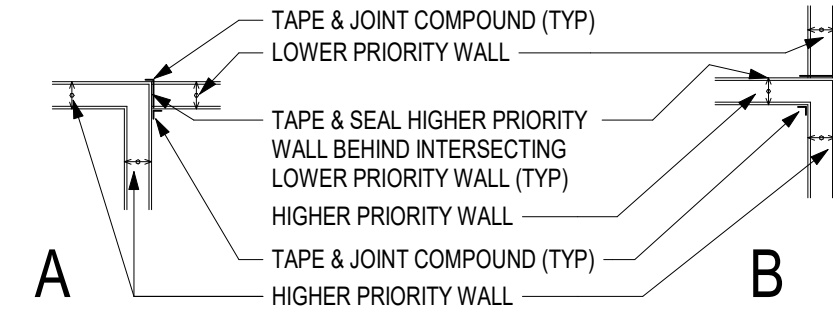 TAPE & JOINT COMPOUND (TYP)
LOWER PRIORITY WALL
TAPE & SEAL HIGHER PRIORITY
WALL BEHIND INTERSECTING
LOWER PRIORITY WALL (TYP)
HIGHER PRIORITY WALL
TAPE & JOINT COMPOUND (TYP)
HIGHER PRIORITY WALL
A
B